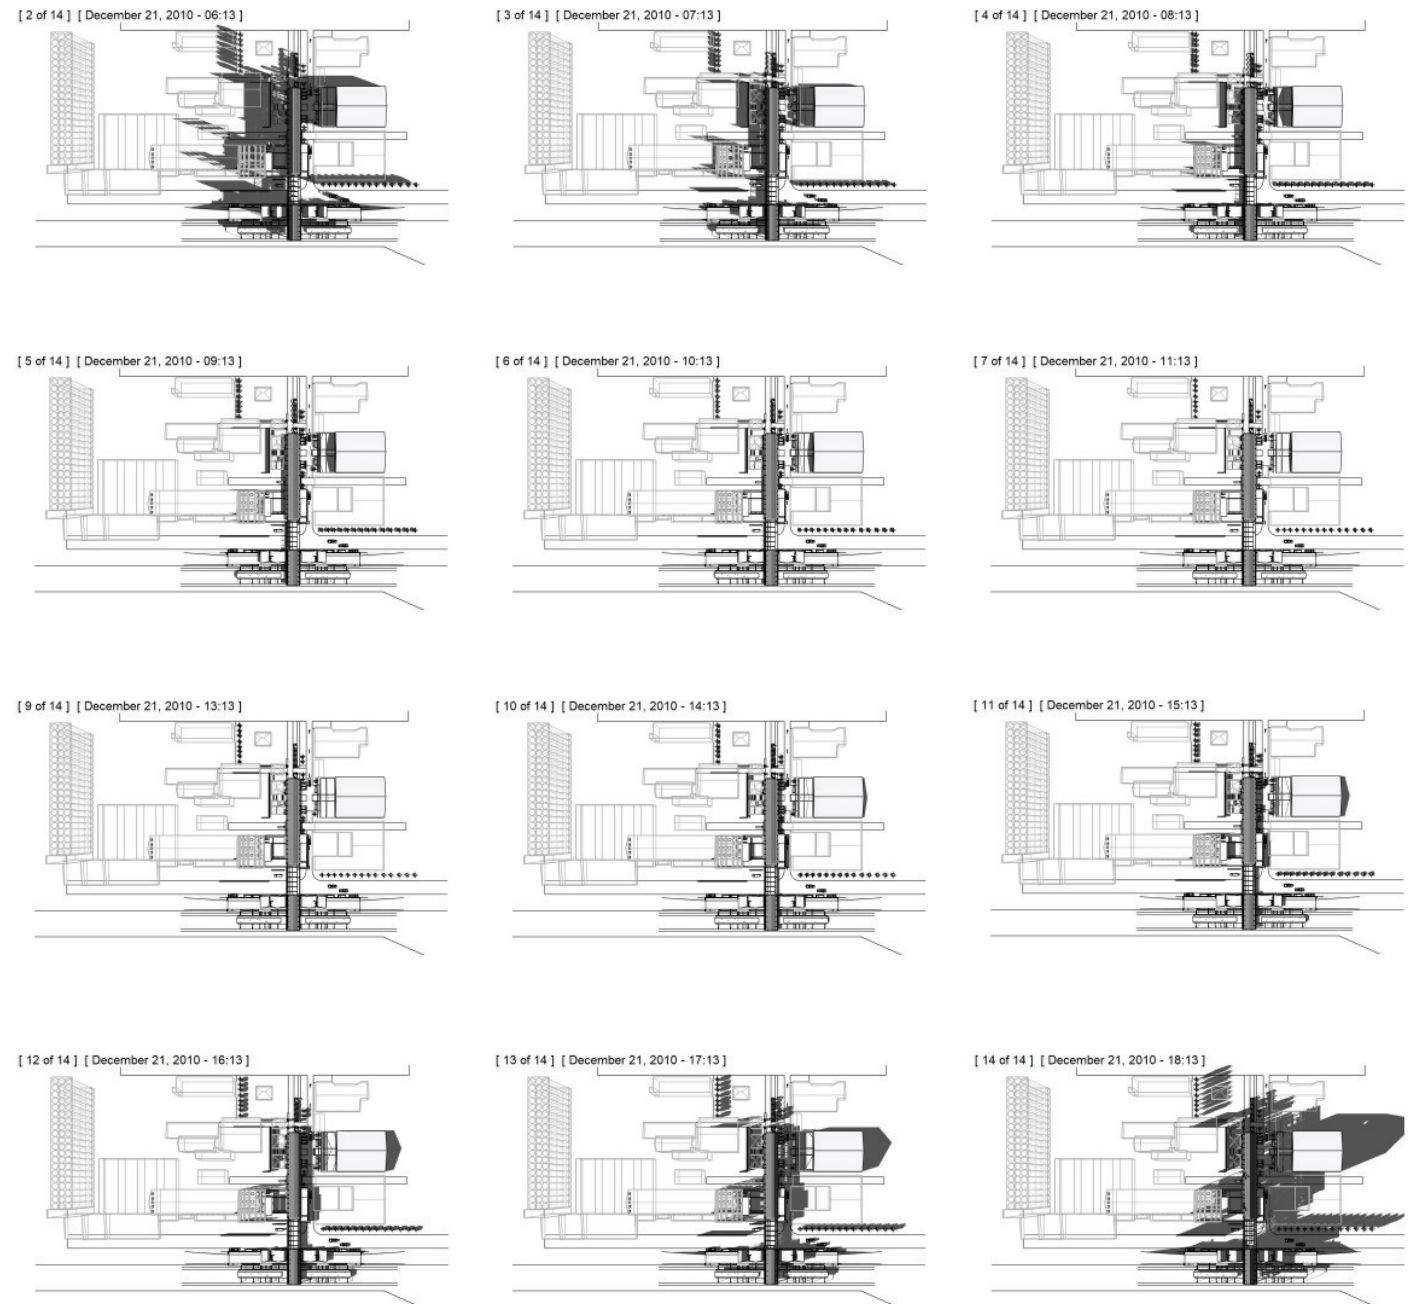 [ 2 of 14 ] [ December 21, 2010 - 06:13 ]
[ 3 of 14 ] [ December 21, 2010 - 07:13 ]
[ 4 of 14 ] [ December 21, 2010 - 08:13 ]
[ 5 of 14 ] [ December 21, 2010 - 09:13 ]
[ 6 of 14 ] [ December 21, 2010 - 10:13 ]
[ 7 of 14 ] [ December 21, 2010 - 11:13 ]
[ 9 of 14 ] [ December 21, 2010 - 13:13 ]
[ 10 of 14 ] [ December 21, 2010 - 14:13 ]
[ 11 of 14 ] [ December 21, 2010 - 15:13 ]
[ 12 of 14 ] [ December 21, 2010 - 16:13 ]
[ 13 of 14 ] [ December 21, 2010 - 17:13 ]
[ 14 of 14 ] [ December 21, 2010 - 18:13 ]